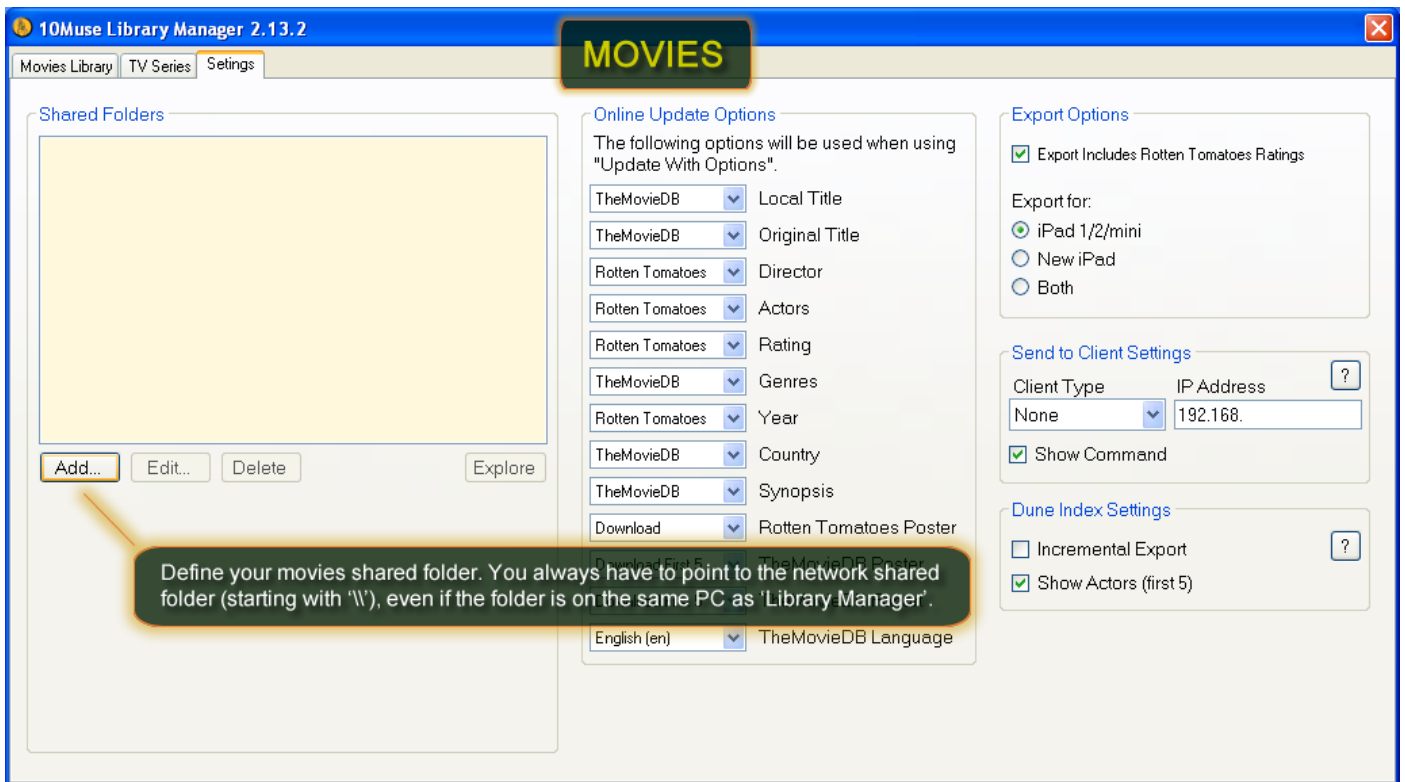 10Muse Library Manager 2.13.2
MOVIES
Movies Library
TV Series
Setings
Shared Folders
Add...
Edit...
Delete
Explore
Define your movies shared folder. You always have to point to the network shared
folder (starting with ‘\\’), even if the folder is on the same PC as ‘Library Manager’.
Online Update Options
The following options will be used when using
"Update With Options".
TheMovieDB Local Title
TheMovieDB Original Title
Rotten Tomatoes Director
Rotten Tomatoes Actors
Rotten Tomatoes Rating
TheMovieDB Genres
Rotten Tomatoes Year
TheMovieDB Country
TheMovieDB Synopsis
Download Rotten Tomatoes Poster
Download First 5 TheMovieDB Poster
English (en) TheMovieDB Language
Export Options
Export Includes Rotten Tomatoes Ratings
Export for:
iPad 1/2/mini
New iPad
Both
Send to Client Settings
?
Client Type IP Address
None 192.168.
Show Command
Dune Index Settings
Incremental Export ?
Show Actors (first 5)